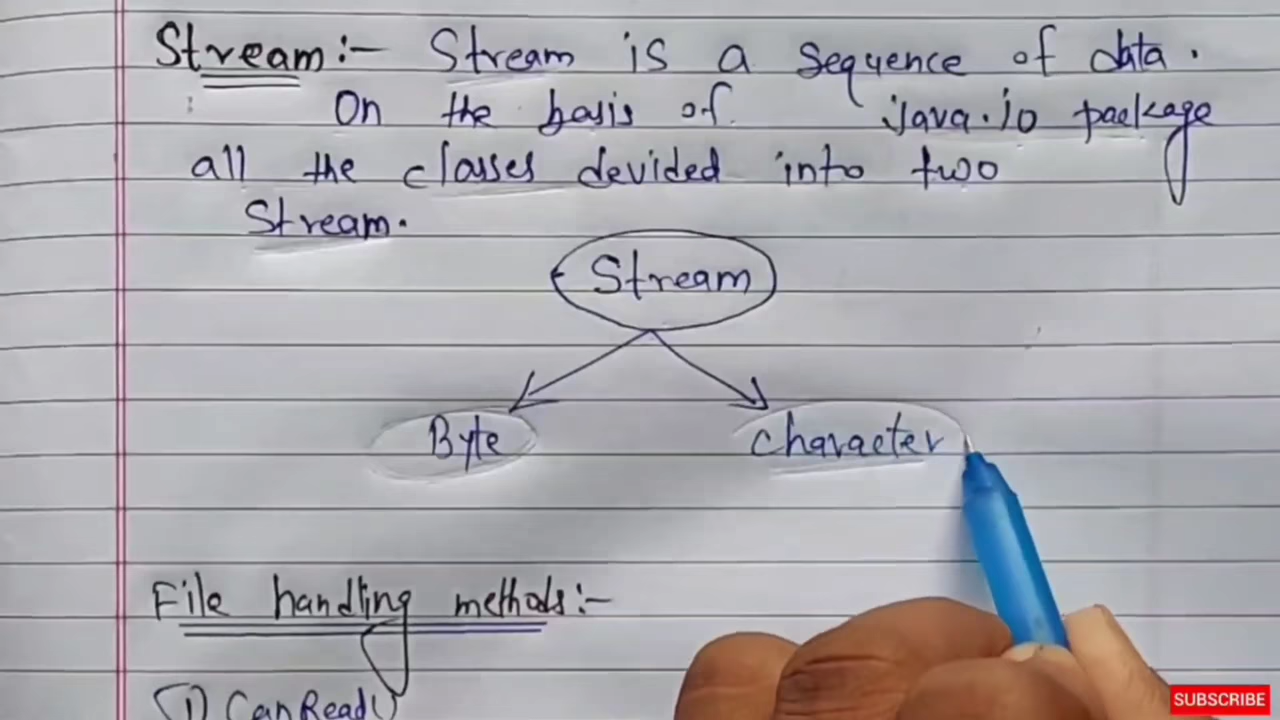 Stream:- Stream is a sequence of data.
On the basis of java.io package
all the classes devided into two
Stream.
Stream
Byte character
File handling methods:-
1) CanRead()
SUBSCRIBE